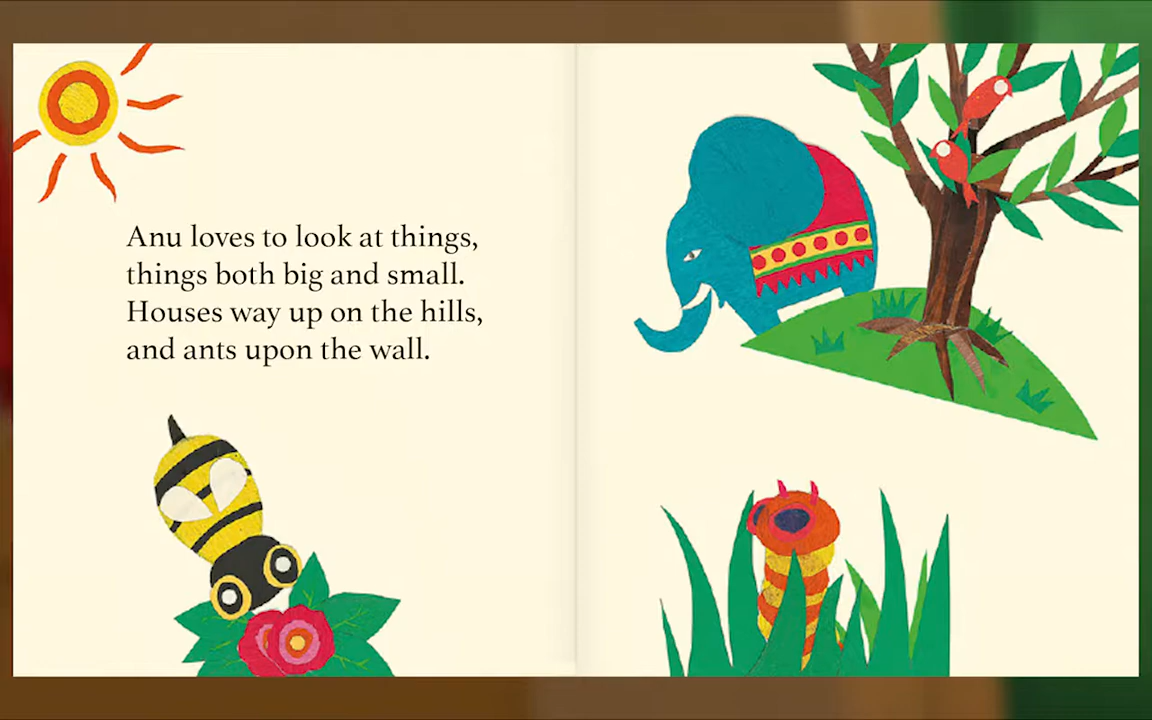 Anu loves to look at things,
things both big and small.
Houses way up on the hills,
and ants upon the wall.